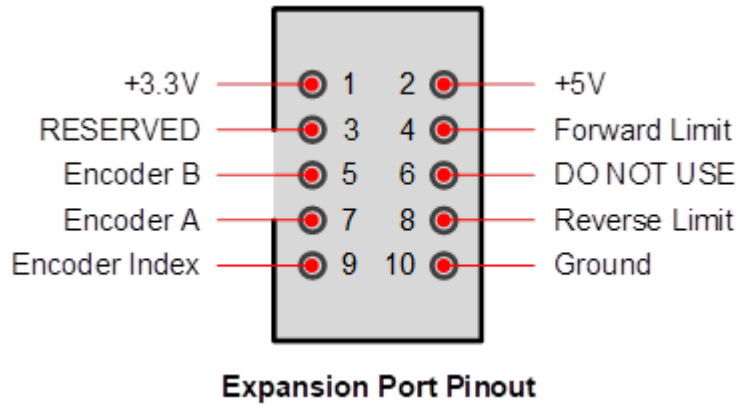 +3.3V 1 2 +5V
RESERVED 3 4 Forward Limit
Encoder B 5 6 DO NOT USE
Encoder A 7 8 Reverse Limit
Encoder Index 9 10 Ground
Expansion Port Pinout